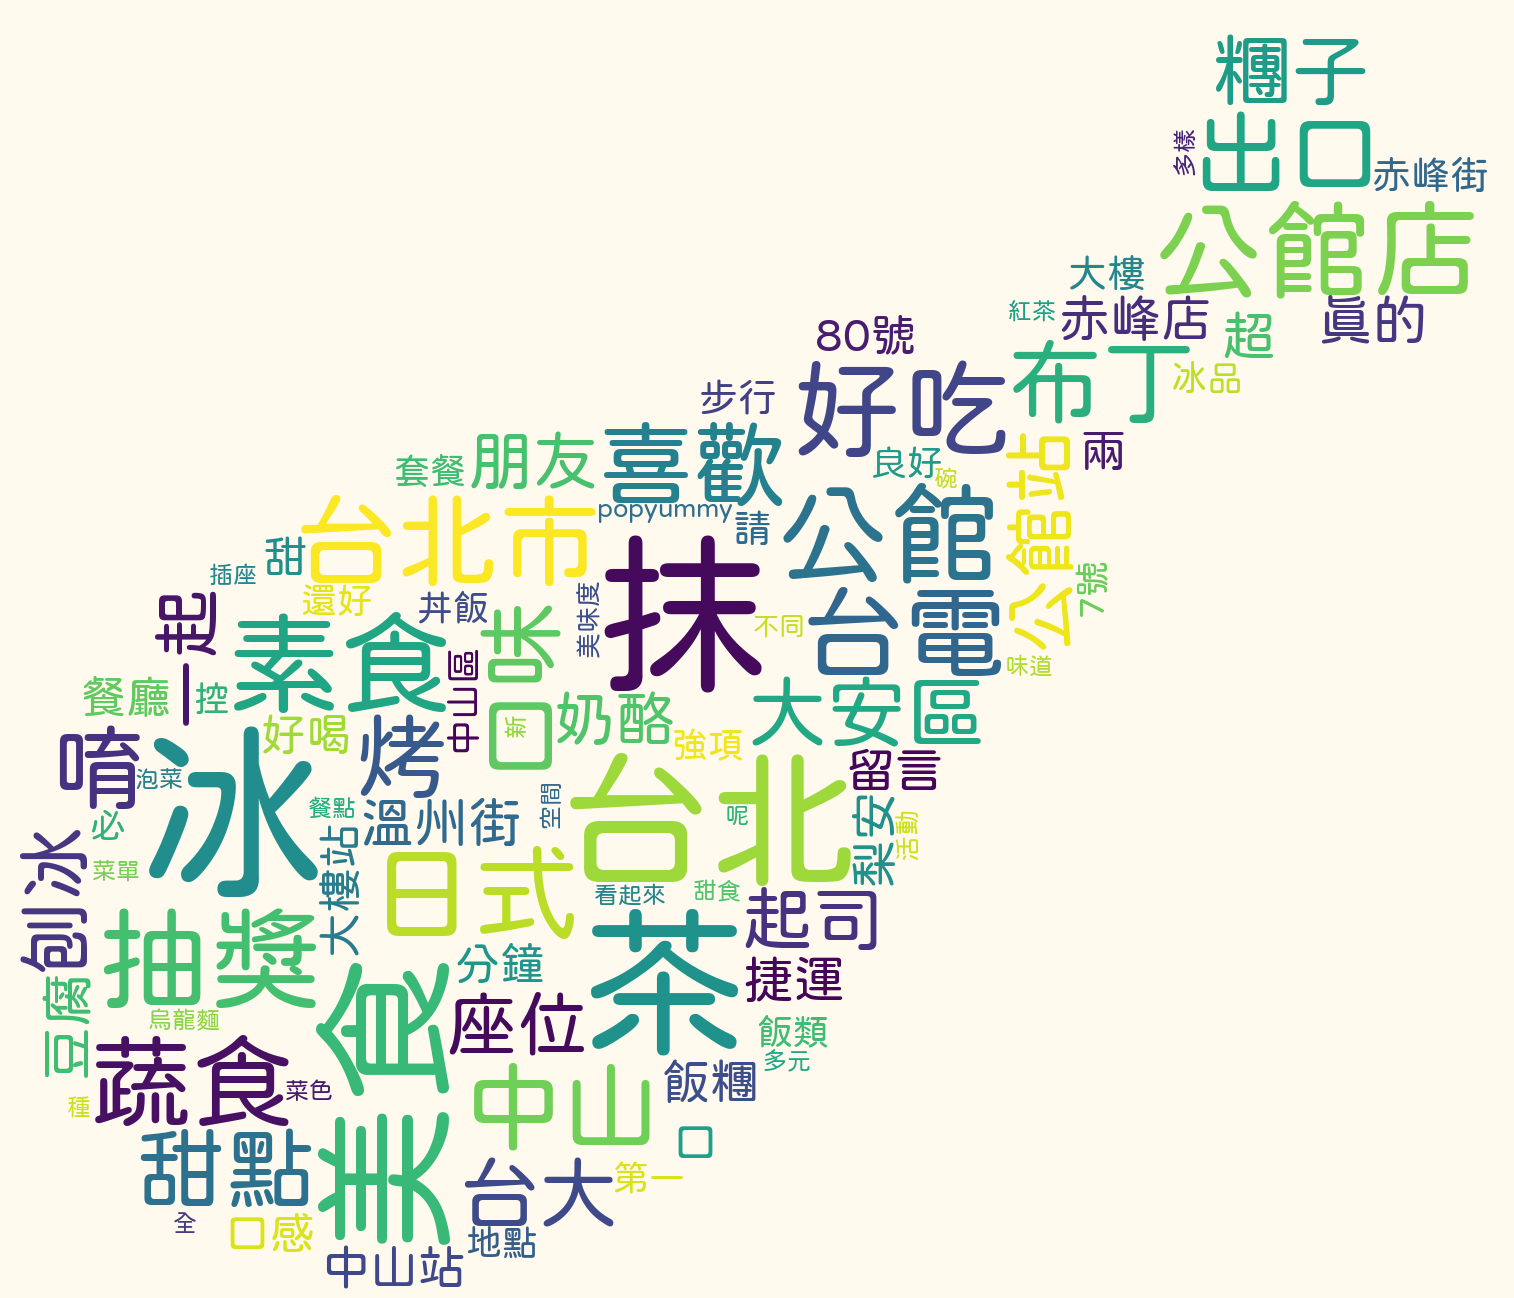 糰子
出口
多樣
赤峰街
公館店
大樓
紅茶
赤峰店
超
真的
80號
好吃
布丁
冰品
步行
喜歡
朋友
套餐
良好
碗
公館站
兩
台北市
popyummy
請
公館
甜
插座
還好
丼飯
美味度
抹
不同
台電
7號
味道
一起
素食
口味
中山區
新
奶酪
大安區
餐廳
控
好喝
烤
強項
留言
唷
泡菜
冰
餐點
溫州街
空間
台北
呢
梨安
活動
必
菜單
刨冰
大樓站
日式
看起來
甜食
起司
抽獎
茶
分鐘
捷運
豆腐
烏龍麵
美食
座位
飯類
多元
蔬食
菜色
種
中山
飯糰
口
甜點
台大
第一
全
口感
地點
中山站